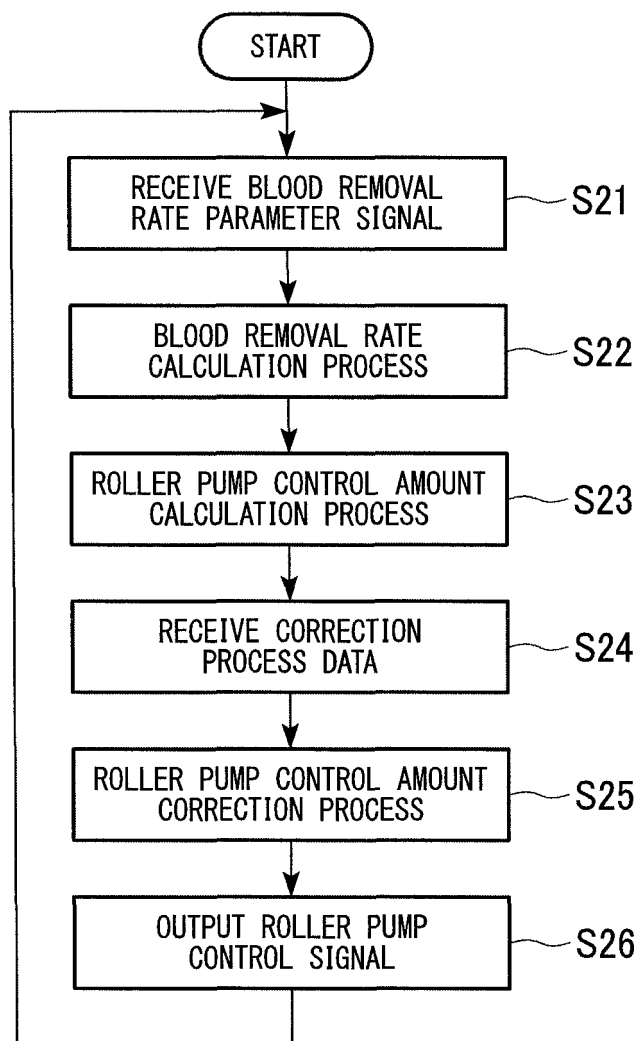 START
RECEIVE BLOOD REMOVAL
RATE PARAMETER SIGNAL
S21
BLOOD REMOVAL RATE
CALCULATION PROCESS
S22
ROLLER PUMP CONTROL AMOUNT
CALCULATION PROCESS
S23
RECEIVE CORRECTION
PROCESS DATA
S24
ROLLER PUMP CONTROL AMOUNT
CORRECTION PROCESS
S25
OUTPUT ROLLER PUMP
CONTROL SIGNAL
S26